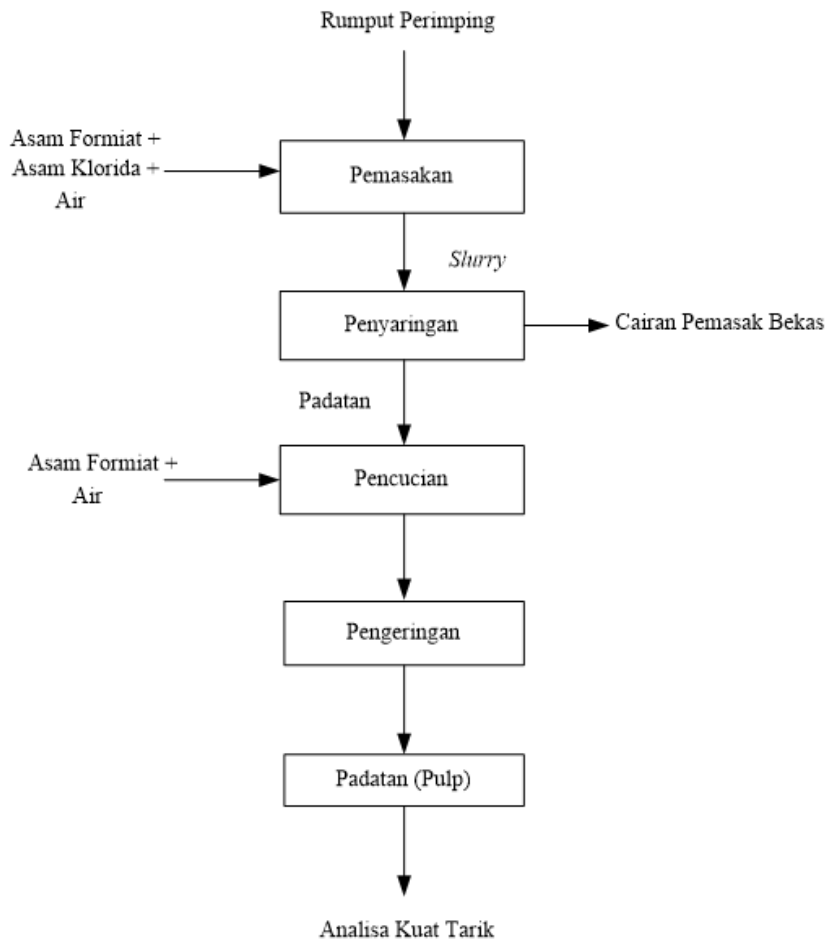 Rumput Perimping
Asam Formiat +
Asam Klorida +
Air
Pemasakan
Slurry
Penyaringan
Cairan Pemasak Bekas
Padatan
Asam Formiat +
Air
Pencucian
Pengeringan
Padatan (Pulp)
Analisa Kuat Tarik